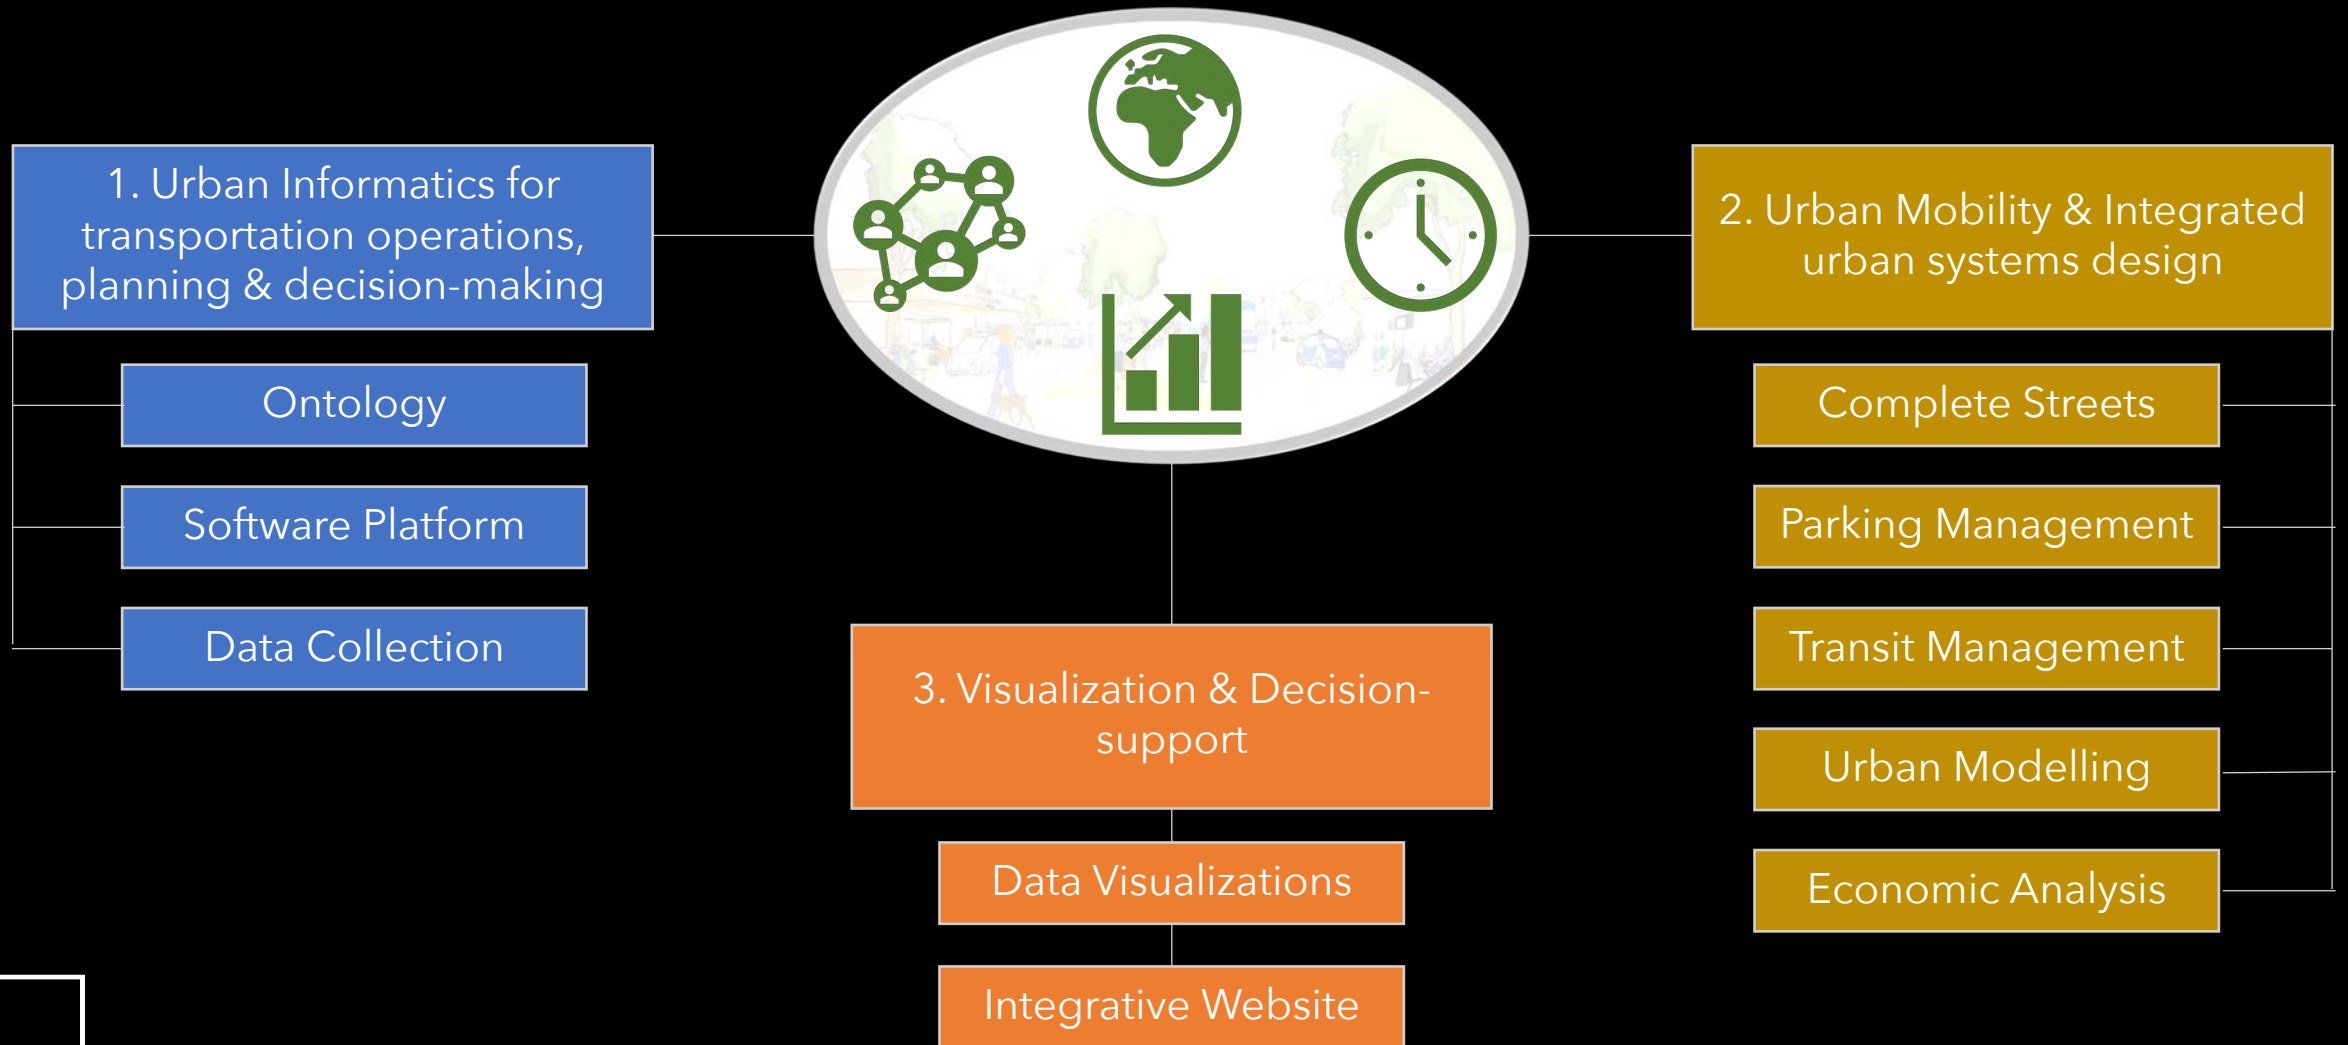 1. Urban Informatics for
transportation operations,
planning & decision-making
Ontology
Software Platform
Data Collection
2. Urban Mobility & Integrated
urban systems design
Complete Streets
Parking Management
Transit Management
Urban Modelling
Economic Analysis
3. Visualization & Decision-
support
Data Visualizations
Integrative Website